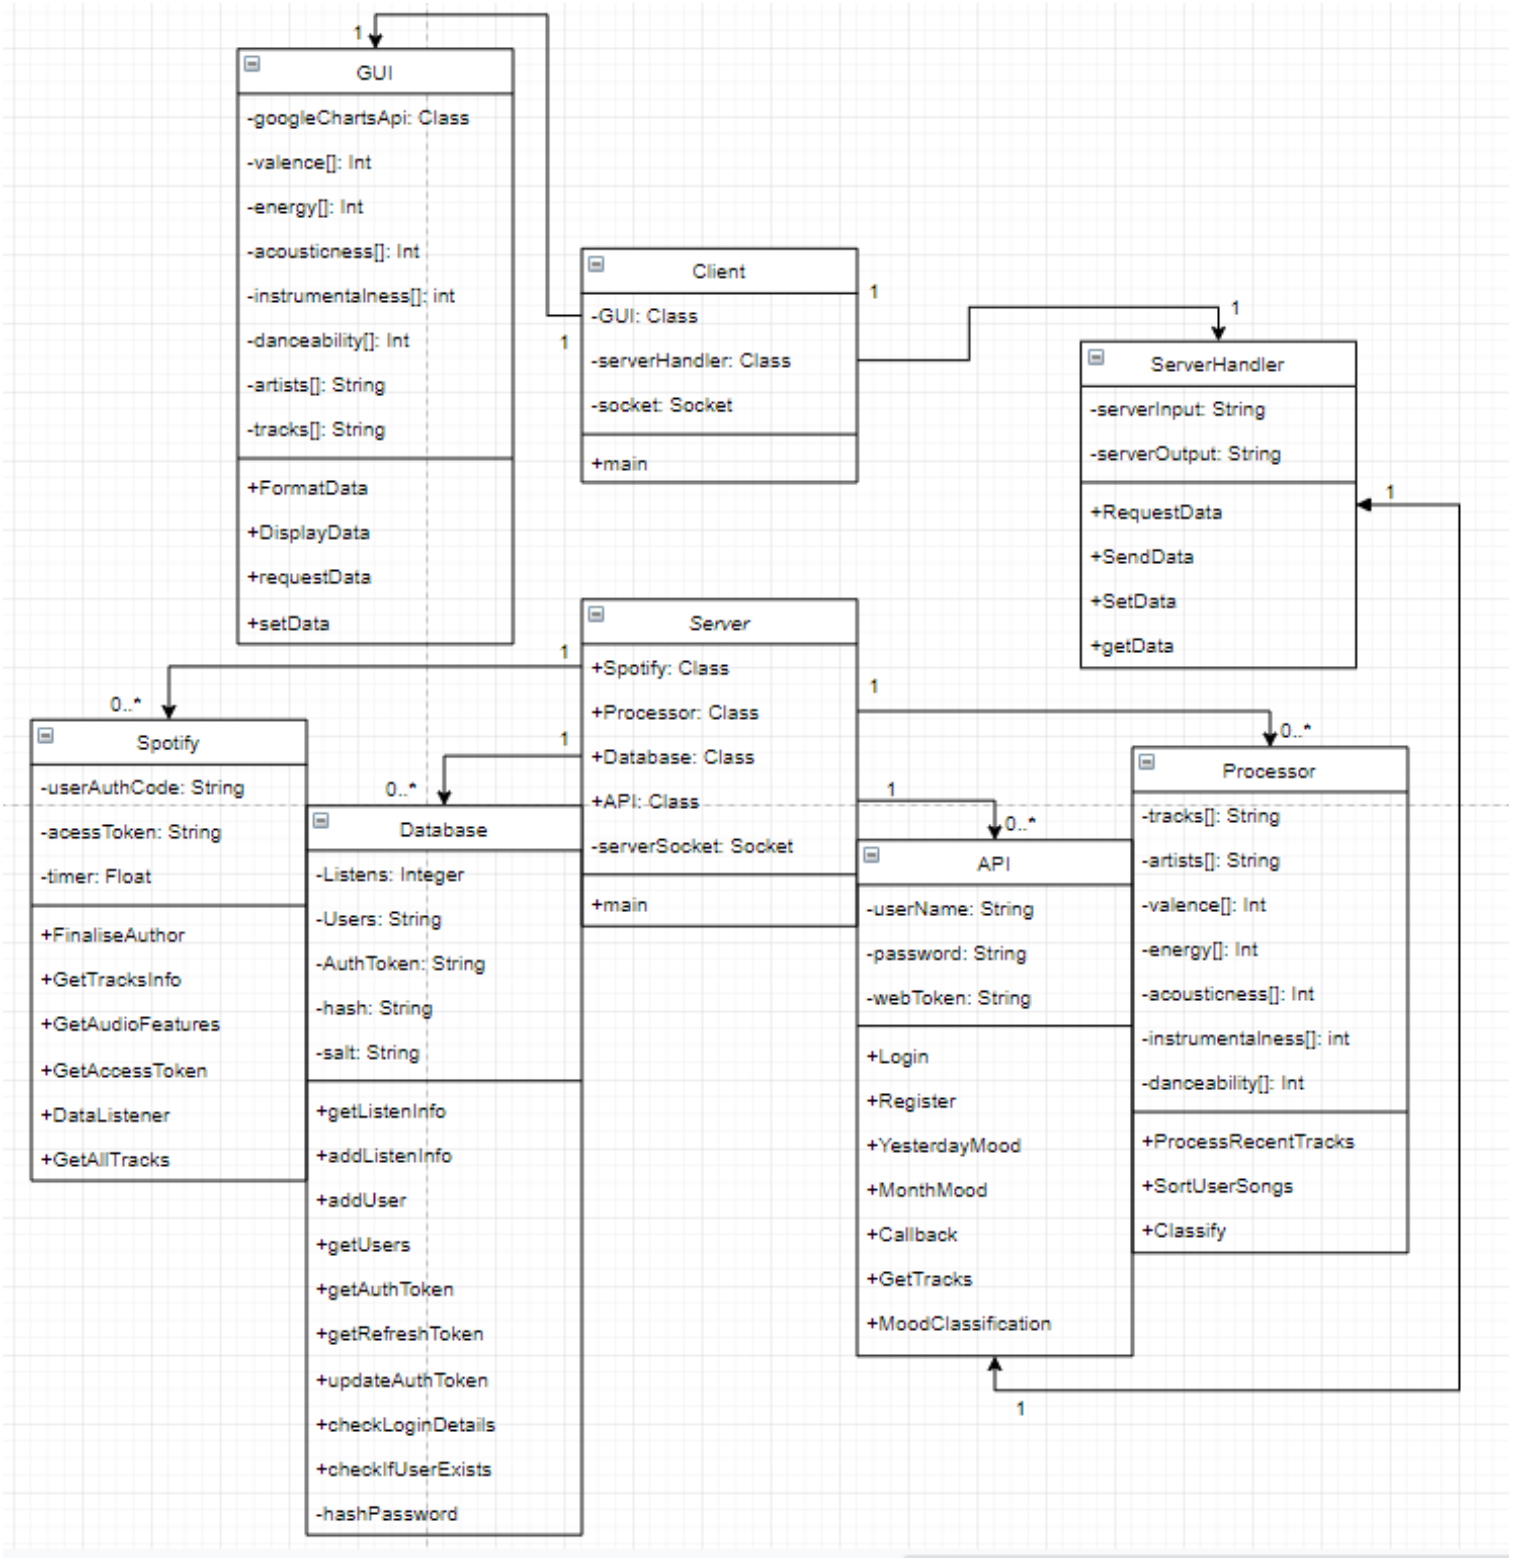 1
GUI
-googleChartsApi: Class
-valence[]: Int
-energy[]: Int
-acousticness[]: Int
-instrumentalness[]: int
-danceability[]: Int
-artists[]: String
-tracks[]: String
+FormatData
+DisplayData
+requestData
+setData
1
Client
-GUI: Class
-serverHandler: Class
-socket: Socket
+main
1
1
ServerHandler
-serverInput: String
-serverOutput: String
+RequestData
+SendData
+SetData
+getData
1
Server
+Spotify: Class
+Processor: Class
+Database: Class
+API: Class
-serverSocket: Socket
+main
1
0..*
Spotify
-userAuthCode: String
-acessToken: String
-timer: Float
+FinaliseAuthor
+GetTracksInfo
+GetAudioFeatures
+GetAccessToken
+DataListener
+GetAllTracks
1
0..*
Database
-Listens: Integer
-Users: String
-AuthToken: String
-hash: String
-salt: String
+getListenInfo
+addListenInfo
+addUser
+getUsers
+getAuthToken
+getRefreshToken
+updateAuthToken
+checkLoginDetails
+checkIfUserExists
-hashPassword
1
0..*
API
-userName: String
-password: String
-webToken: String
+Login
+Register
+YesterdayMood
+MonthMood
+Callback
+GetTracks
+MoodClassification
1
1
0..*
Processor
-tracks[]: String
-artists[]: String
-valence[]: Int
-energy[]: Int
-acousticness[]: Int
-instrumentalness[]: int
-danceability[]: Int
+ProcessRecentTracks
+SortUserSongs
+Classify